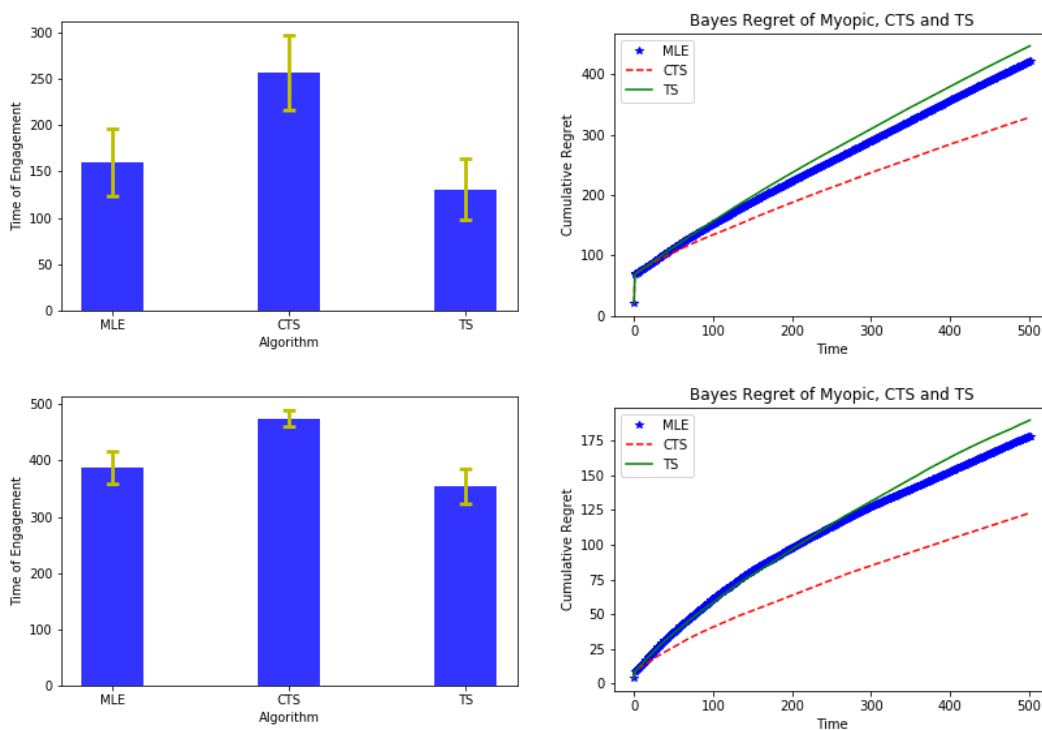 300
250
200
150
100
50
0
Time of Engagement
MLE
CTS
TS
Algorithm
Bayes Regret of Myopic, CTS and TS
MLE
CTS
TS
400
300
200
100
0
Cumulative Regret
0
100
200
300
400
500
Time
500
400
300
200
100
0
Time of Engagement
MLE
CTS
TS
Algorithm
Bayes Regret of Myopic, CTS and TS
MLE
CTS
TS
175
150
125
100
75
50
25
0
Cumulative Regret
0
100
200
300
400
500
Time